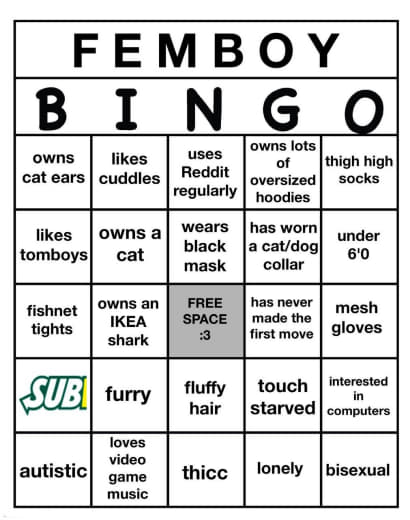 FEMBOY
BINGO
owns
cat ears
likes
cuddles
uses
Reddit
regularly
owns lots
of
oversized
hoodies
thigh high
socks
likes
tomboys
owns a
cat
wears
black
mask
has worn
a cat/dog
collar
under
6'0
fishnet
tights
owns an
IKEA
shark
FREE
SPACE
:3
has never
made the
first move
mesh
gloves
SUB
furry
fluffy
hair
touch
starved
interested
in
computers
autistic
loves
video
game
music
thicc
lonely
bisexual